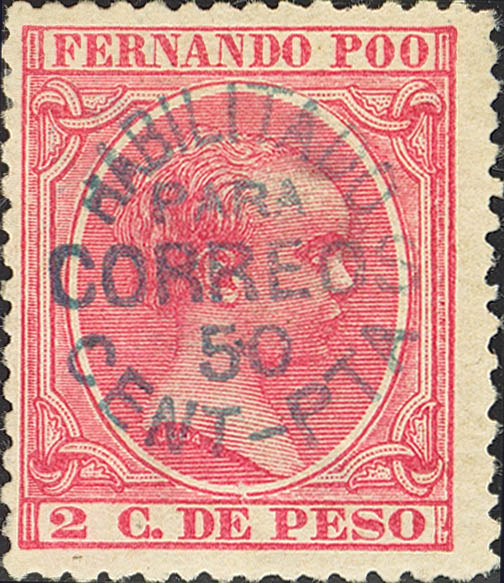 FERNANDO POO
HABILITADO
PARA
CORREOS
50
CENT-PTA
2 C. DE PESO